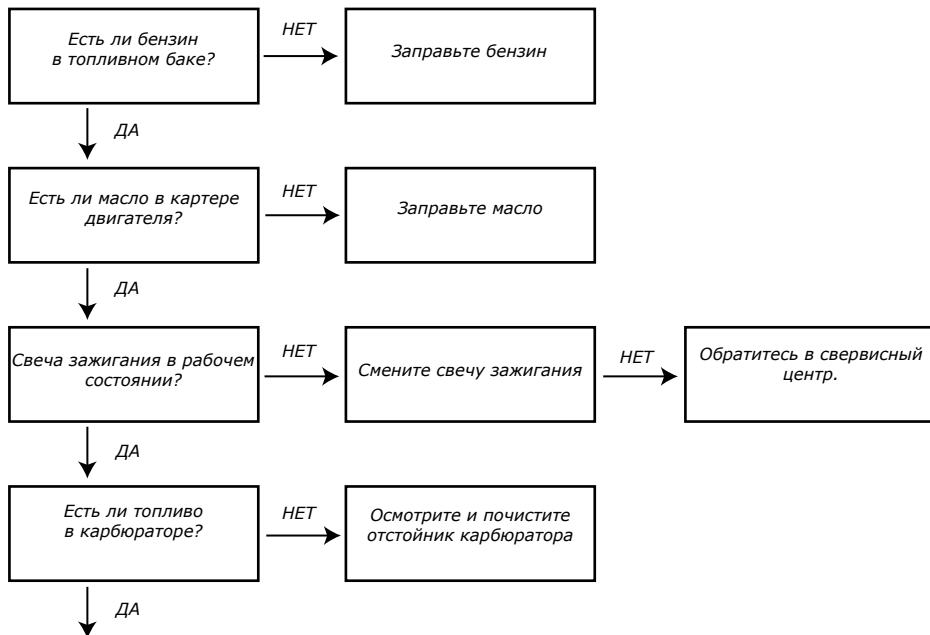 Есть ли бензин
в топливном баке?
НЕТ
Заправьте бензин
ДА
Есть ли масло в картере
двигателя?
НЕТ
Заправьте масло
ДА
Свеча зажигания в рабочем
состоянии?
НЕТ
Смените свечу зажигания
НЕТ
Обратитесь в свервисный
центр.
ДА
Есть ли топливо
в карбюраторе?
НЕТ
Осмотрите и почистите
отстойник карбюратора
ДА